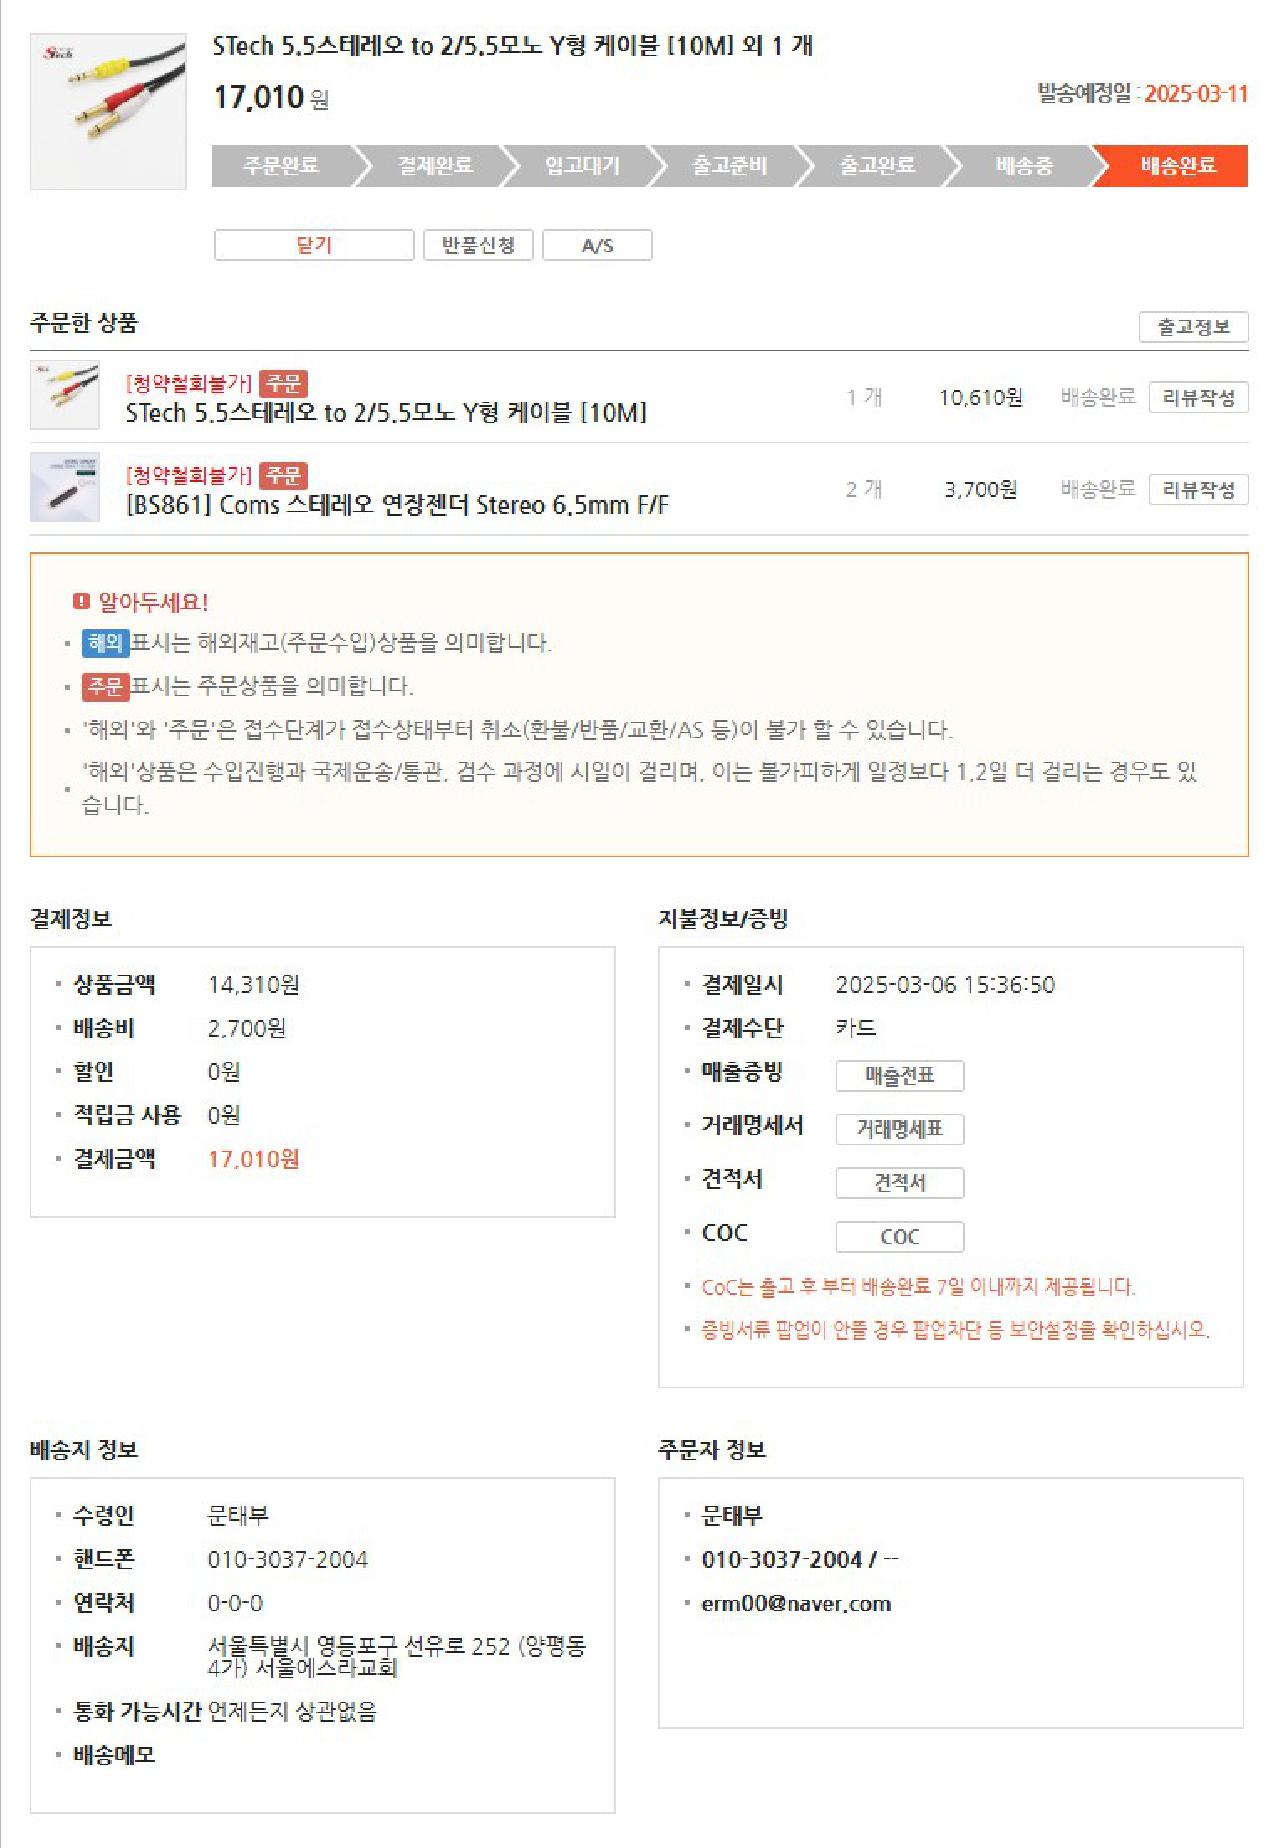 STech
STech 5.5스테레오 to 2/5.5모노 Y형 케이블 [10M] 외 1 개
17,010 원
발송예정일 : 2025-03-11
주문완료 결제완료 입고대기 출고준비 출고완료 배송중 배송완료
닫기 반품신청 A/S
주문한 상품
출고정보
[청약철회불가] 주문
STech 5.5스테레오 to 2/5.5모노 Y형 케이블 [10M]
1 개 10,610원 배송완료 리뷰작성
[청약철회불가] 주문
[BS861] Coms 스테레오 연장젠더 Stereo 6.5mm F/F
2 개 3,700원 배송완료 리뷰작성
알아두세요!
해외 표시는 해외재고(주문수입)상품을 의미합니다.
주문 표시는 주문상품을 의미합니다.
'해외'와 '주문'은 접수단계가 접수상태부터 취소(환불/반품/교환/AS 등)이 불가 할 수 있습니다.
'해외'상품은 수입진행과 국제운송/통관, 검수 과정에 시일이 걸리며, 이는 불가피하게 일정보다 1,2일 더 걸리는 경우도 있
습니다.
결제정보
상품금액 14,310원
배송비 2,700원
할인 0원
적립금 사용 0원
결제금액 17,010원
지불정보/증빙
결제일시 2025-03-06 15:36:50
결제수단 카드
매출증빙 매출전표
거래명세서 거래명세표
견적서 견적서
COC COC
CoC는 출고 후 부터 배송완료 7일 이내까지 제공됩니다.
증빙서류 팝업이 안뜰 경우 팝업차단 등 보안설정을 확인하십시오.
배송지 정보
수령인 문태부
핸드폰 010-3037-2004
연락처 0-0-0
배송지 서울특별시 영등포구 선유로 252 (양평동
4가) 서울에스라교회
통화 가능시간 언제든지 상관없음
배송메모
주문자 정보
문태부
010-3037-2004 / --
erm00@naver.com